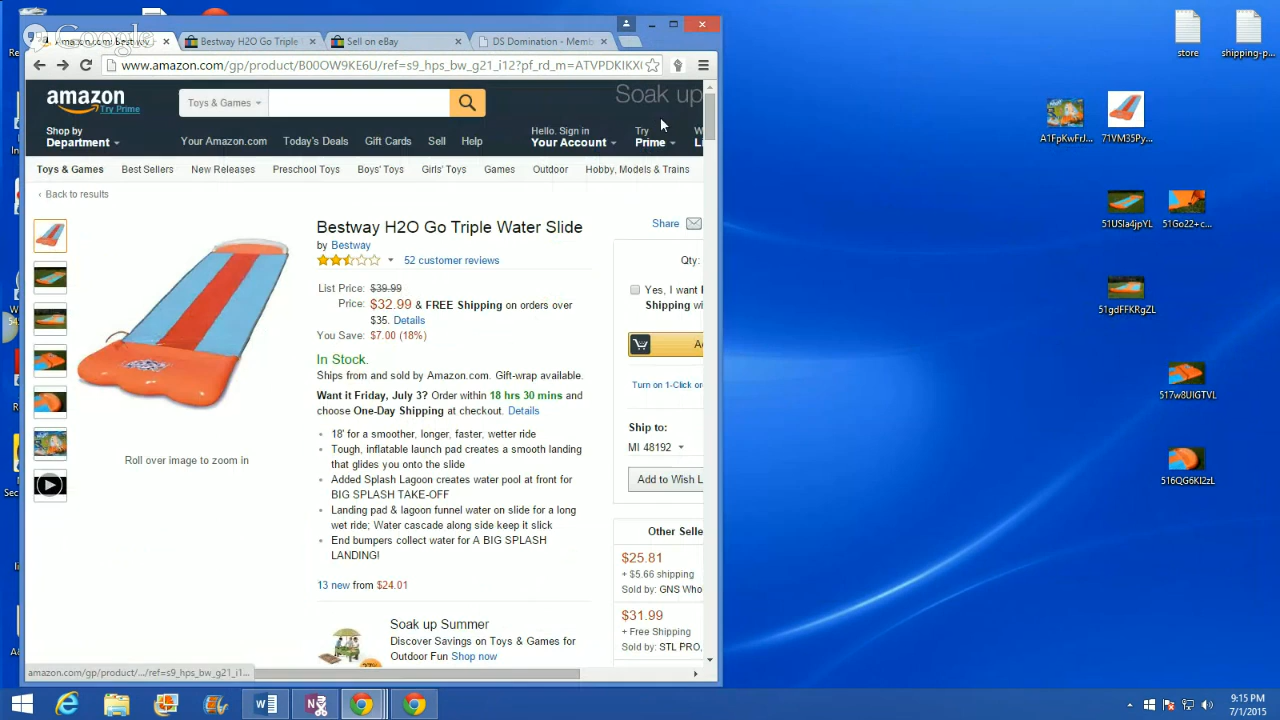 Google
Amazon.com: Bestway
Bestway H2O Go Triple
Sell on eBay
DS Domination - Memb
www.amazon.com/gp/product/B00OW9KE6U/ref=s9_hps_bw_g21_i12?pf_rd_m=ATVPDKIKX
amazon
Try Prime
Toys & Games
Soak up
Shop by
Department
Your Amazon.com
Today's Deals
Gift Cards
Sell
Help
Hello. Sign in
Your Account
Try
Prime
W
Li
Toys & Games
Best Sellers
New Releases
Preschool Toys
Boys' Toys
Girls' Toys
Games
Outdoor
Hobby, Models & Trains
‹ Back to results
Roll over image to zoom in
Bestway H2O Go Triple Water Slide
by Bestway
52 customer reviews
List Price: $39.99
Price: $32.99 & FREE Shipping on orders over
$35. Details
You Save: $7.00 (18%)
In Stock.
Ships from and sold by Amazon.com. Gift-wrap available.
Want it Friday, July 3? Order within 18 hrs 30 mins and
choose One-Day Shipping at checkout. Details
• 18' for a smoother, longer, faster, wetter ride
• Tough, inflatable launch pad creates a smooth landing
that glides you onto the slide
• Added Splash Lagoon creates water pool at front for
BIG SPLASH TAKE-OFF
• Landing pad & lagoon funnel water on slide for a long
wet ride; Water cascade along side keep it slick
• End bumpers collect water for A BIG SPLASH
LANDING!
13 new from $24.01
Soak up Summer
Discover Savings on Toys & Games for
Outdoor Fun Shop now
Share
Qty:
Yes, I want
Shipping wi
A
Turn on 1-Click or
Ship to:
MI 48192
Add to Wish L
Other Selle
$25.81
+ $5.66 shipping
Sold by: GNS Who
$31.99
+ Free Shipping
Sold by: STL PRO,
amazon.com/gp/product/.../ref=s9_hps_bw_g21_i1...
store
shipping-p...
A1FpKwFrJ...
71VM35Py...
51USIa4jpYL
51Go22+c...
51gdFFKRgZL
517w8UIGTVL
516QG6KI2zL
9:15 PM
7/1/2015